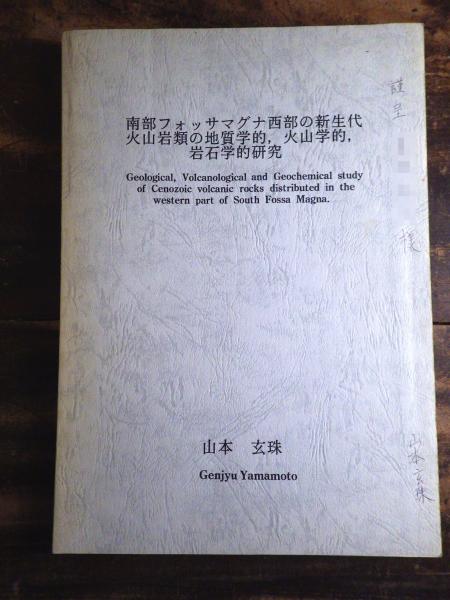 南部フォッサマグナ西部の新生代
火山岩類の地質学的，火山学的，
岩石学的研究
Geological, Volcanological and Geochemical study
of Cenozoic volcanic rocks distributed in the
western part of South Fossa Magna.
山本　玄珠
Genjyu Yamamoto
謹呈
様
山本玄珠